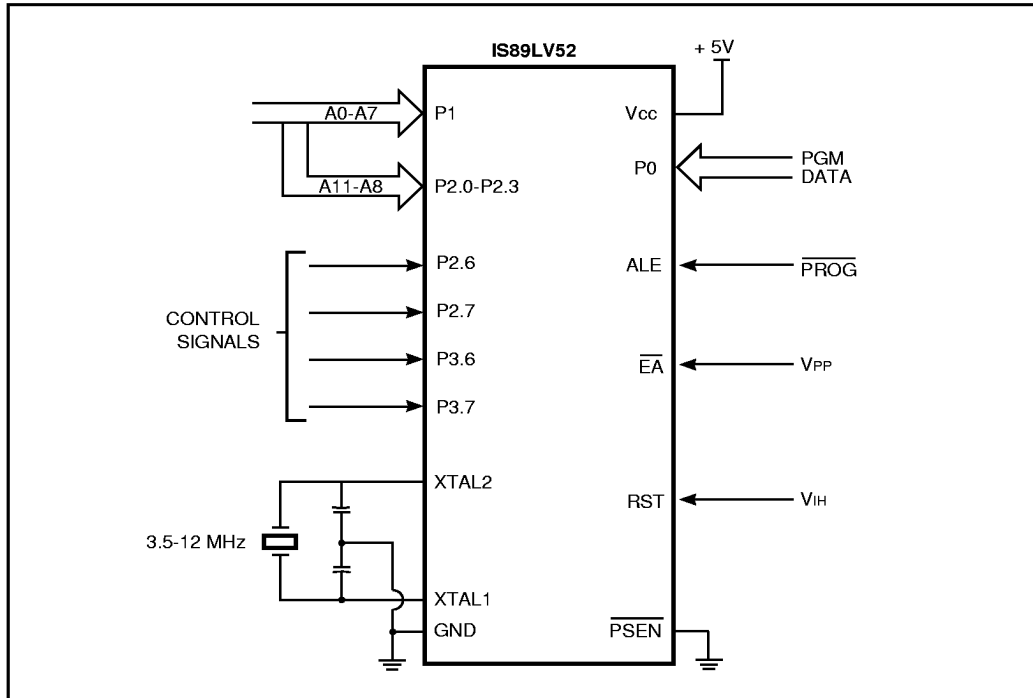 IS89LV52
+ 5V
A0-A7
P1
Vcc
P0
PGM
DATA
A11-A8
P2.0-P2.3
P2.6
ALE
PROG
CONTROL
SIGNALS
P2.7
P3.6
EA
VPP
P3.7
XTAL2
RST
VIH
3.5-12 MHz
XTAL1
GND
PSEN